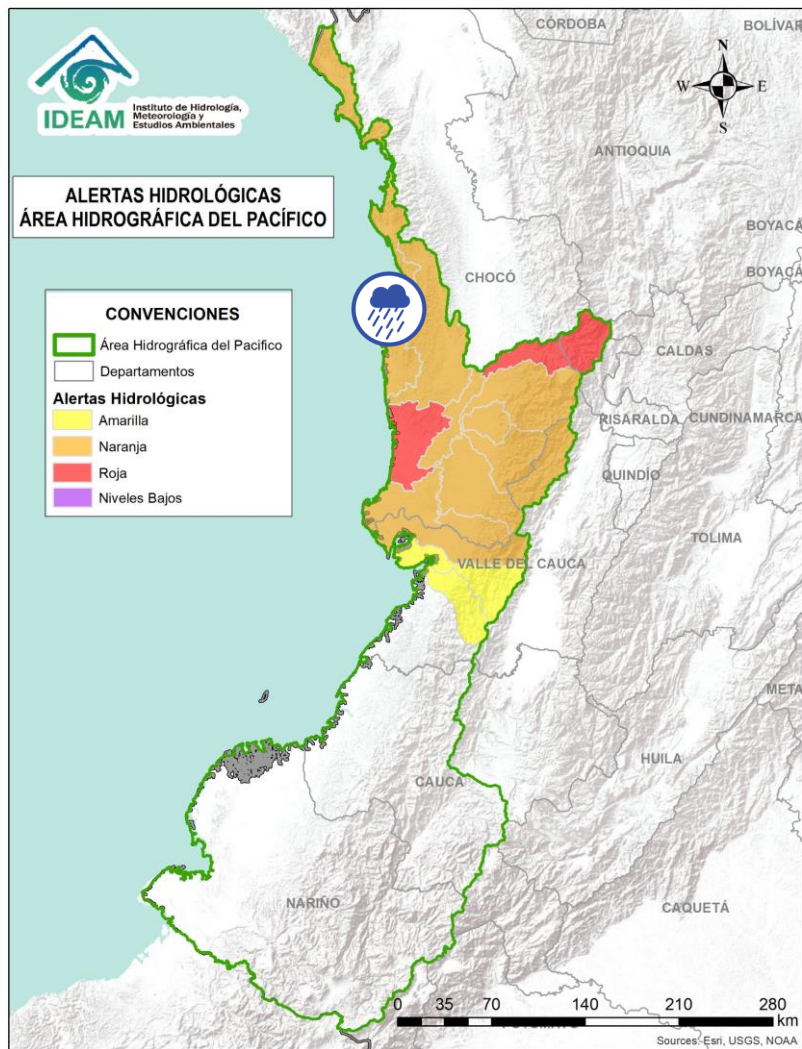 CÓRDOBA
BOLÍVAR
IDEAM
Instituto de Hidrología,
Meteorología y
Estudios Ambientales
N
W
E
S
ANTIOQUIA
ALERTAS HIDROLÓGICAS
ÁREA HIDROGRÁFICA DEL PACÍFICO
BOYACÁ
CHOCÓ
BOYACÁ
CONVENCIONES
Área Hidrográfica del Pacifico
Departamentos
Alertas Hidrológicas
Amarilla
Naranja
Roja
Niveles Bajos
CALDAS
RISARALDA
CUNDINAMARCA
QUINDÍO
TOLIMA
VALLE DEL CAUCA
META
HUILA
CAUCA
NARIÑO
CAQUETÁ
0 35 70 140 210 280
km
Sources: Esri, USGS, NOAA